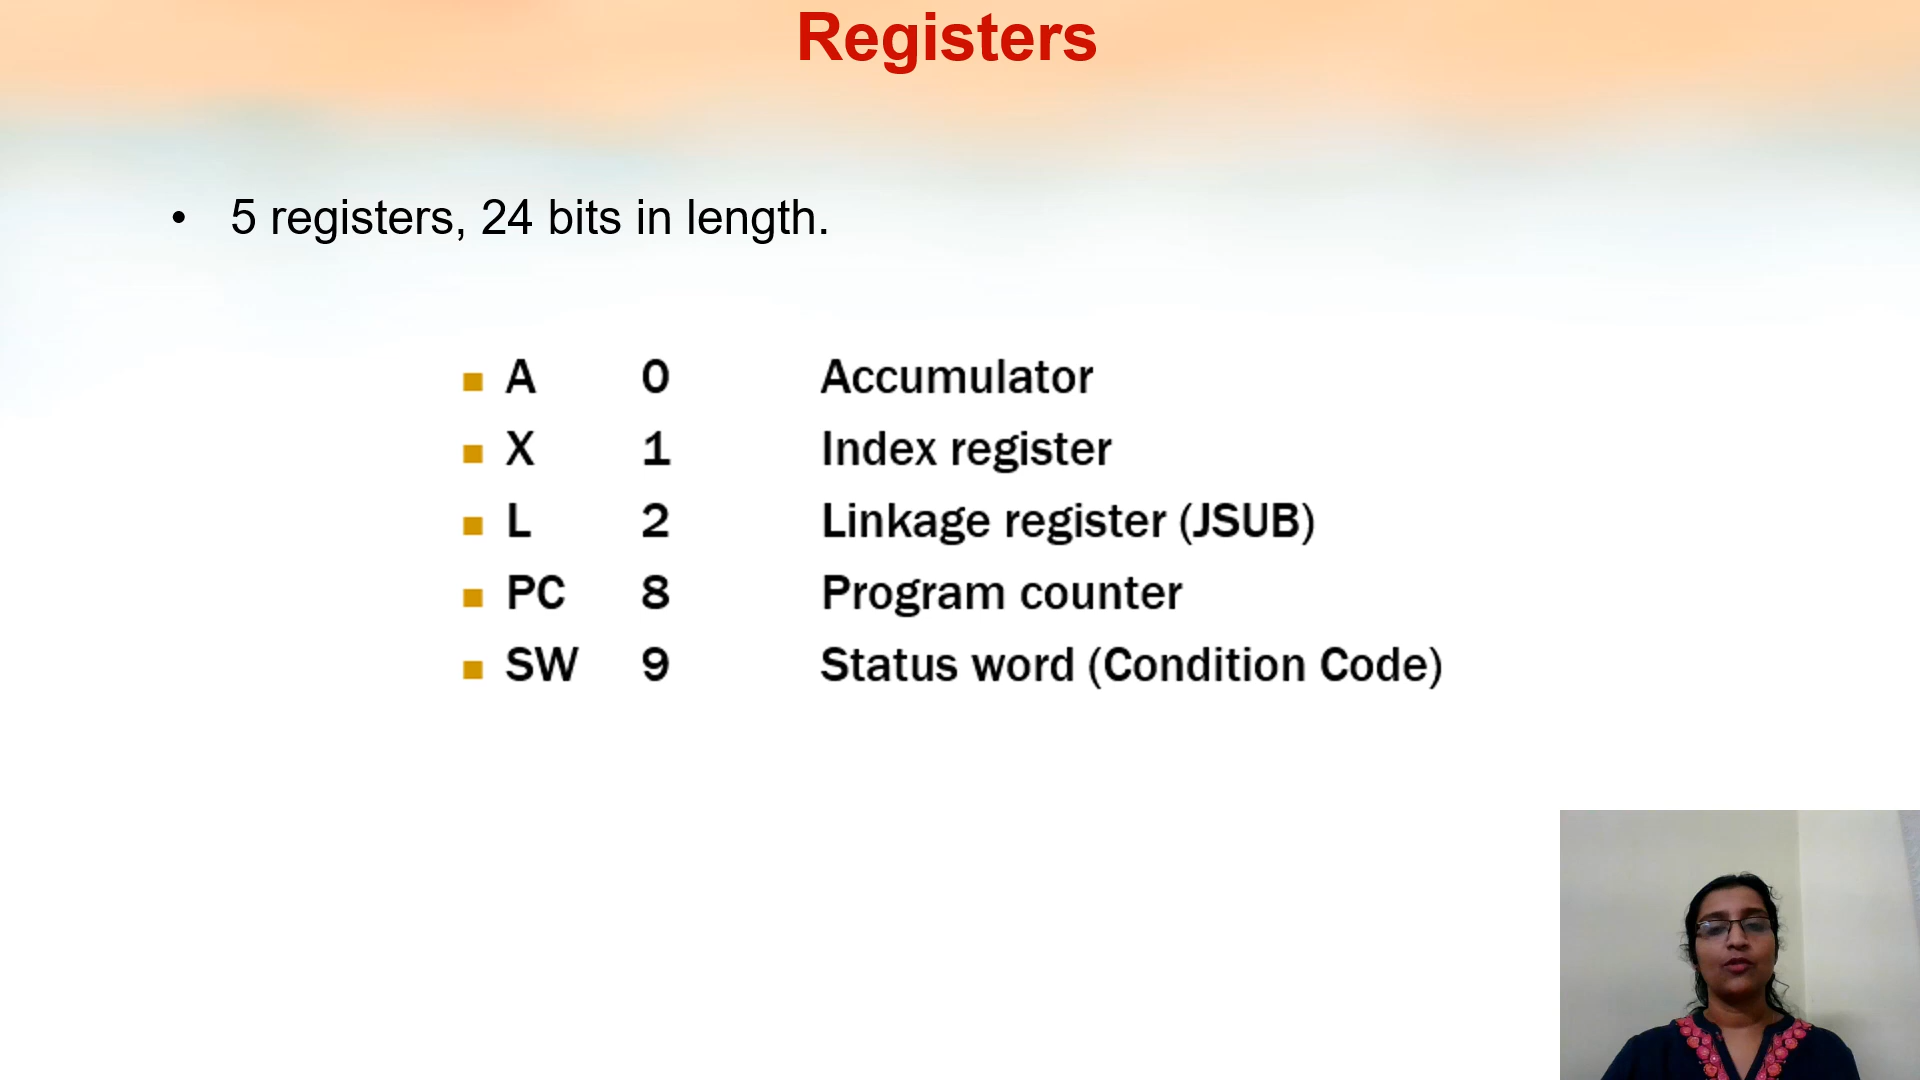 Registers
• 5 registers, 24 bits in length.
■ A 0 Accumulator
■ X 1 Index register
■ L 2 Linkage register (JSUB)
■ PC 8 Program counter
■ SW 9 Status word (Condition Code)